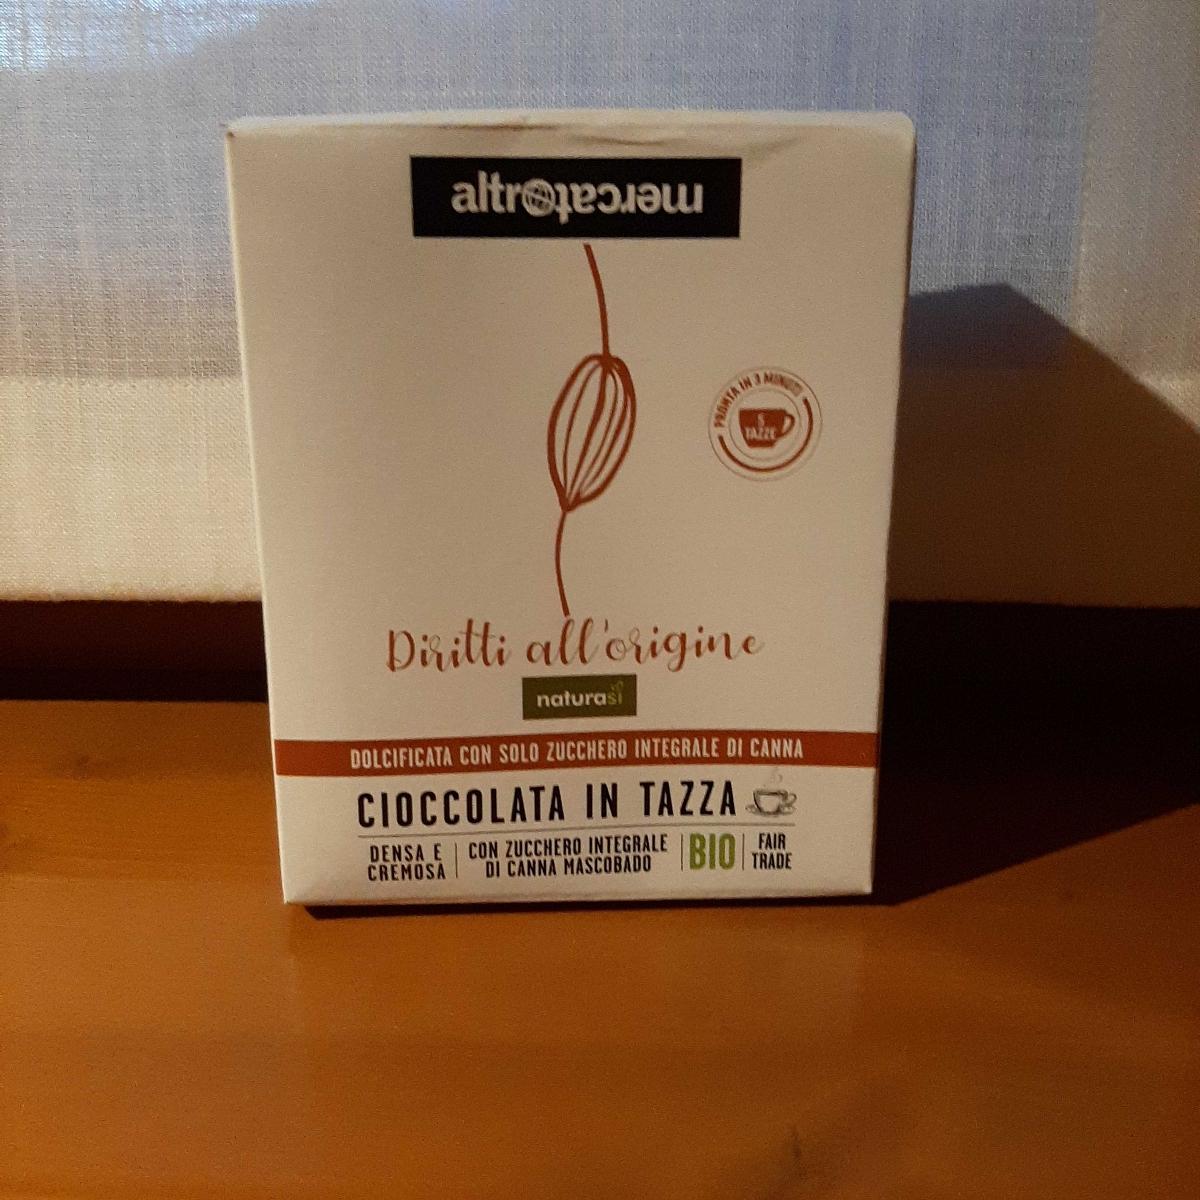 altromercato
PRONTA IN 3 MINUTI
5
TAZZE
Diritti all'origine
naturasì
DOLCIFICATA CON SOLO ZUCCHERO INTEGRALE DI CANNA
CIOCCOLATA IN TAZZA
DENSA E
CREMOSA
CON ZUCCHERO INTEGRALE
DI CANNA MASCOBADO
BIO
FAIR
TRADE